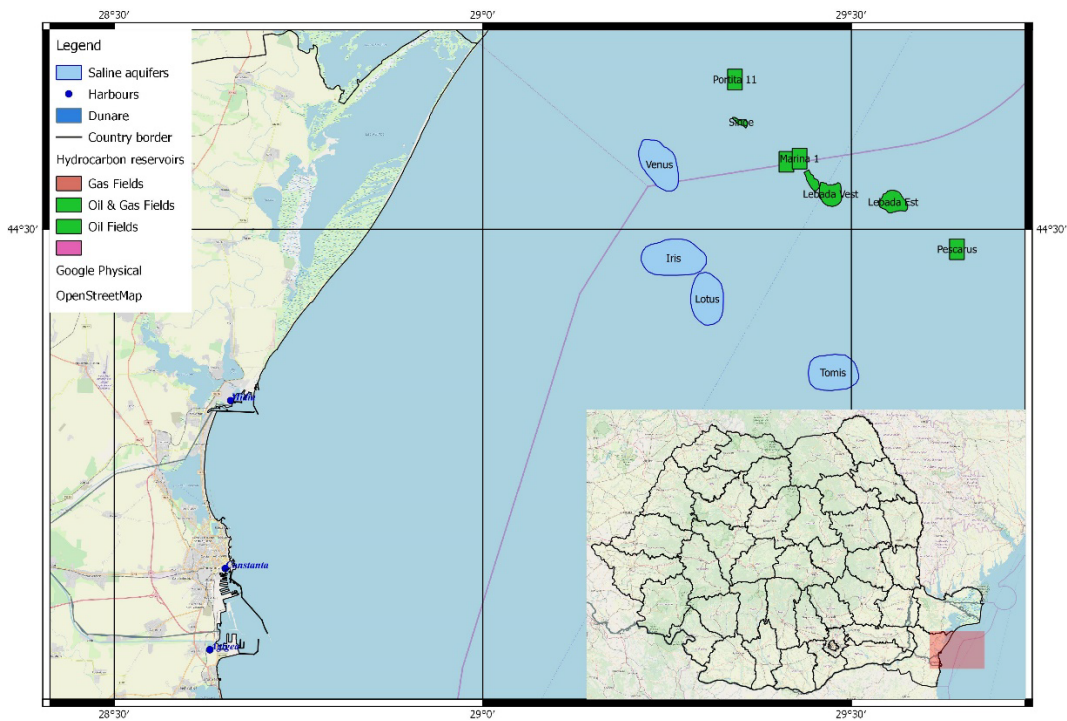 28°30'
29°0'
29°30'
Legend
Saline aquifers
Harbours
Dunare
Country border
Hydrocarbon reservoirs
Gas Fields
Oil & Gas Fields
Oil Fields
Google Physical
OpenStreetMap
Portita 11
Sinoe
Venus
Marina 1
Lebada Vest
Lebada Est
44°30'
44°30'
Pescarus
Iris
Lotus
Tomis
Constanta
28°30'
29°0'
29°30'